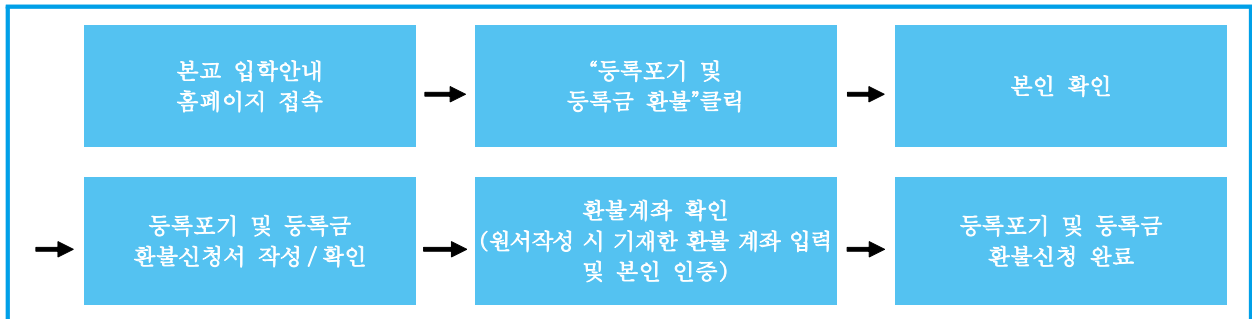 본교 입학안내
홈페이지 접속
“등록포기 및
등록금 환불”클릭
본인 확인
등록포기 및 등록금
환불신청서 작성/확인
환불계좌 확인
(원서작성 시 기재한 환불 계좌 입력
및 본인 인증)
등록포기 및 등록금
환불신청 완료